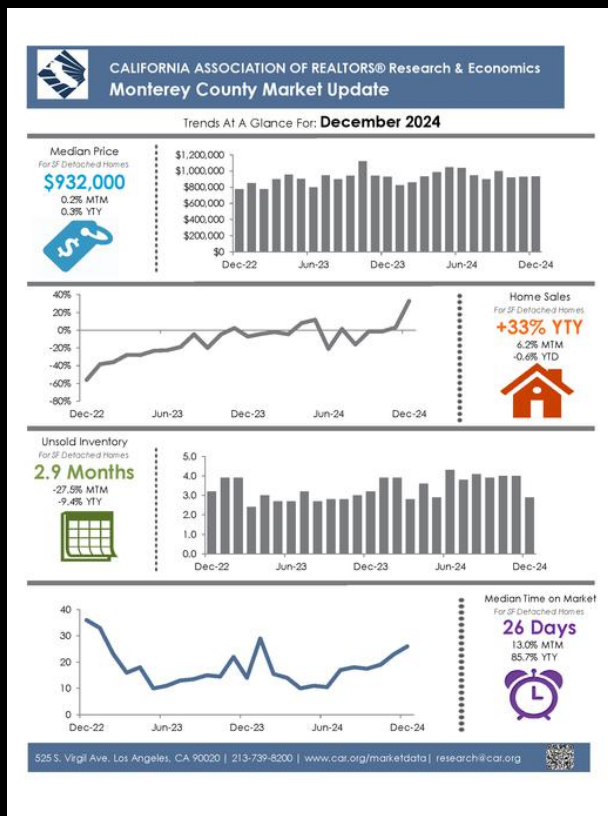 CALIFORNIA ASSOCIATION OF REALTORS® Research & Economics
Monterey County Market Update
Trends At A Glance For: December 2024
Median Price
For SF Detached Homes
$932,000
0.2% MTM
0.3% YTY
$
$1,200,000
$1,000,000
$800,000
$600,000
$400,000
$200,000
$0
Dec-22 Jun-23 Dec-23 Jun-24 Dec-24
40%
20%
0%
-20%
-40%
-60%
-80%
Dec-22 Jun-23 Dec-23 Jun-24 Dec-24
Home Sales
For SF Detached Homes
+33% YTY
6.2% MTM
-0.6% YTD
Unsold Inventory
For SF Detached Homes
2.9 Months
-27.5% MTM
-9.4% YTY
5.0
4.0
3.0
2.0
1.0
0.0
Dec-22 Jun-23 Dec-23 Jun-24 Dec-24
40
30
20
10
0
Dec-22 Jun-23 Dec-23 Jun-24 Dec-24
Median Time on Market
For SF Detached Homes
26 Days
13.0% MTM
85.7% YTY
525 S. Virgil Ave. Los Angeles, CA 90020 | 213-739-8200 | www.car.org/marketdata| research@car.org